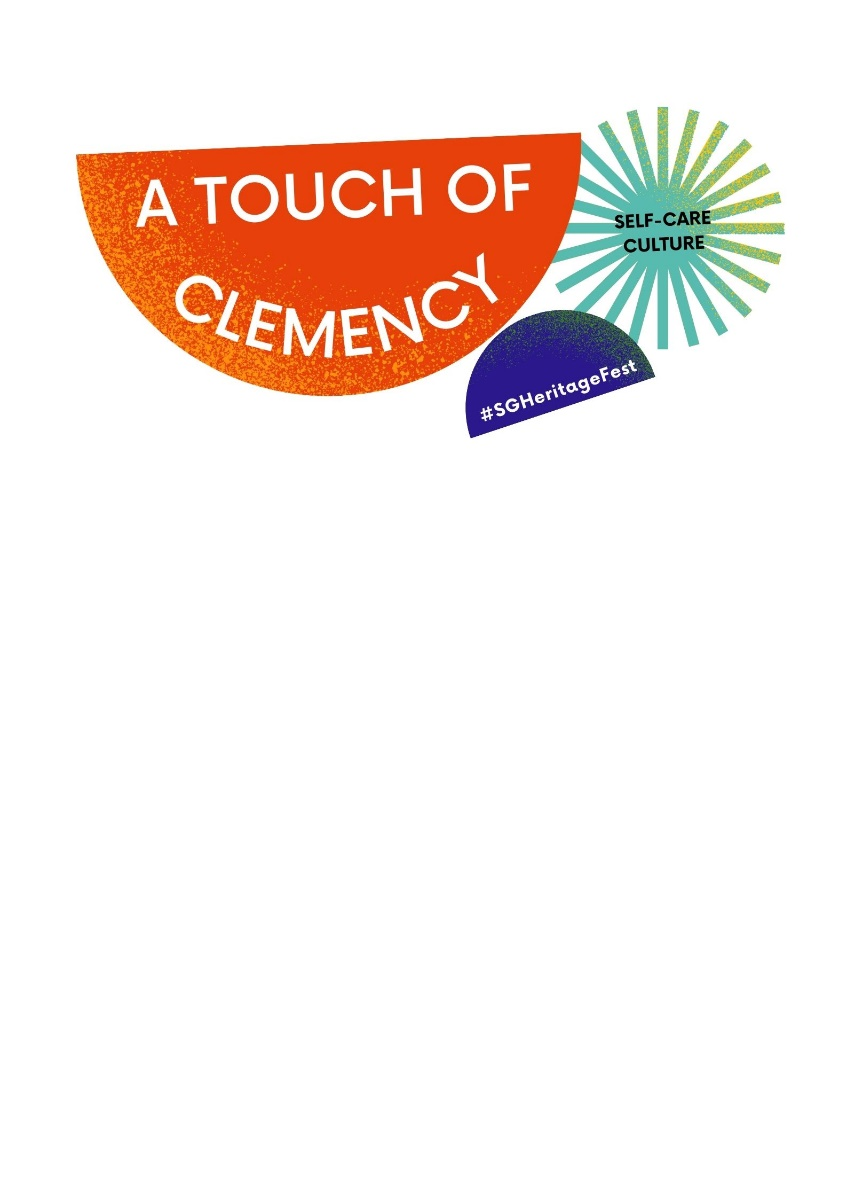 A TOUCH OF
CLEMENCY
SELF-CARE
CULTURE
#SGHeritageFest